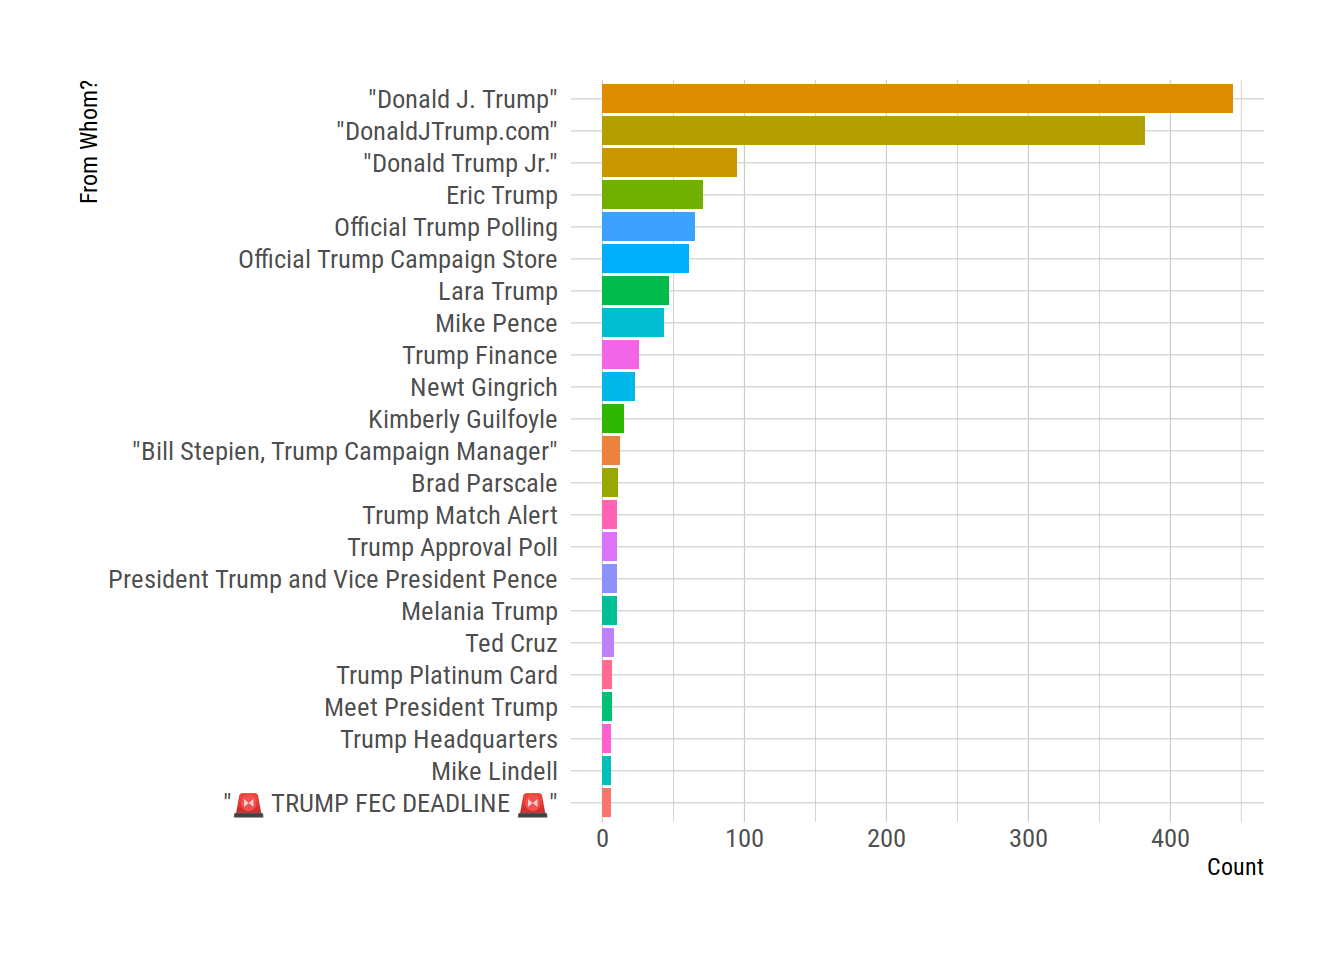 From Whom?
"Donald J. Trump"
"DonaldJTrump.com"
"Donald Trump Jr."
Eric Trump
Official Trump Polling
Official Trump Campaign Store
Lara Trump
Mike Pence
Trump Finance
Newt Gingrich
Kimberly Guilfoyle
"Bill Stepien, Trump Campaign Manager"
Brad Parscale
Trump Match Alert
Trump Approval Poll
President Trump and Vice President Pence
Melania Trump
Ted Cruz
Trump Platinum Card
Meet President Trump
Trump Headquarters
Mike Lindell
"🚨 TRUMP FEC DEADLINE 🚨"
0 100 200 300 400
Count